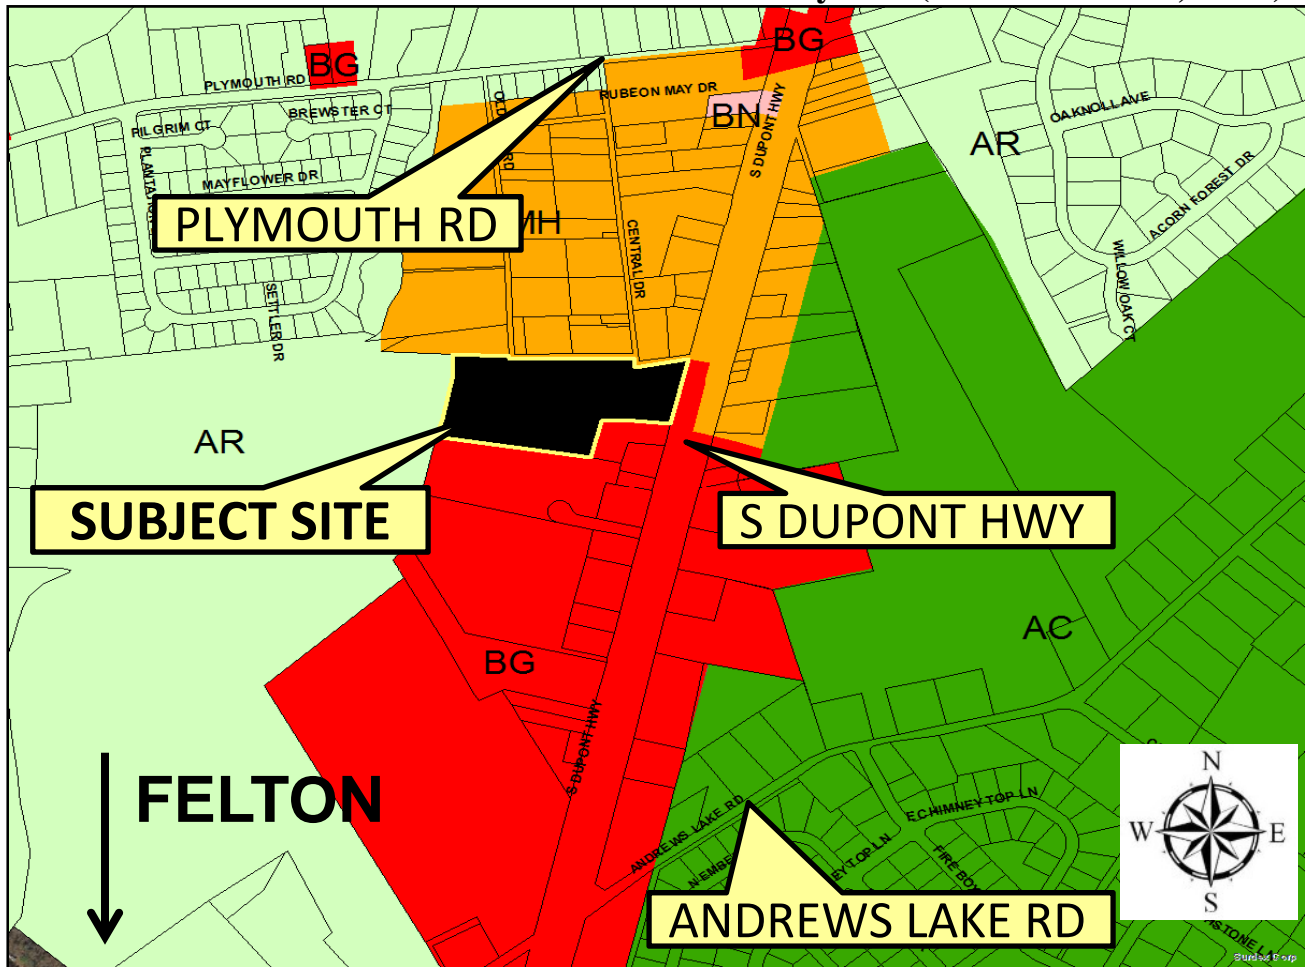 BG
BG
PLYMOUTH RD
RUBEON MAY DR
BREWSTER CT
PILGRIM CT
BN
S DUPONT HWY
OAKNOLL AVE
AR
ACORN FOREST DR
MAYFLOWER DR
PLYMOUTH RD
MH
CENTRAL DR
WILLOW OAK CT
SETTLER DR
AR
SUBJECT SITE
S DUPONT HWY
AC
BG
S DUPONT HWY
FELTON
ANDREWS LAKE RD
E CHIMNEY TOP LN
ANDREWS LAKE RD
N
W E
S